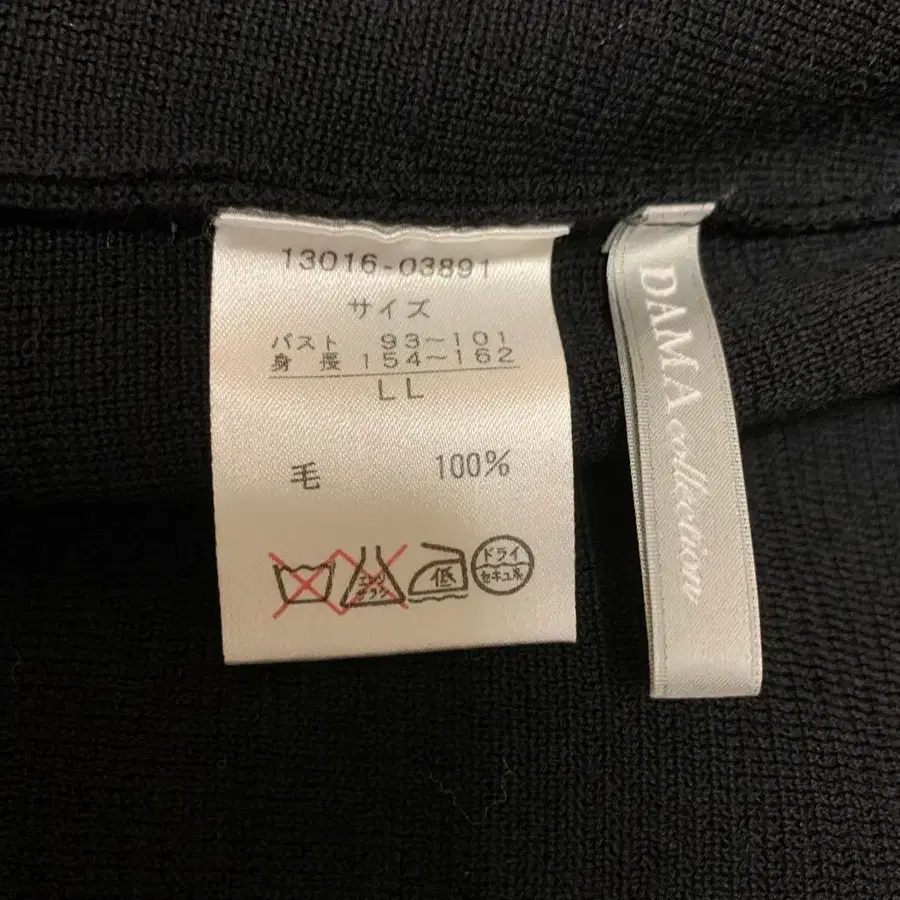 13016-03891
サイズ
バスト 93～101
身長 154～162
LL
毛 100%
エンソ
サラシ
低
ドライ
セキユ系
DAMA collection